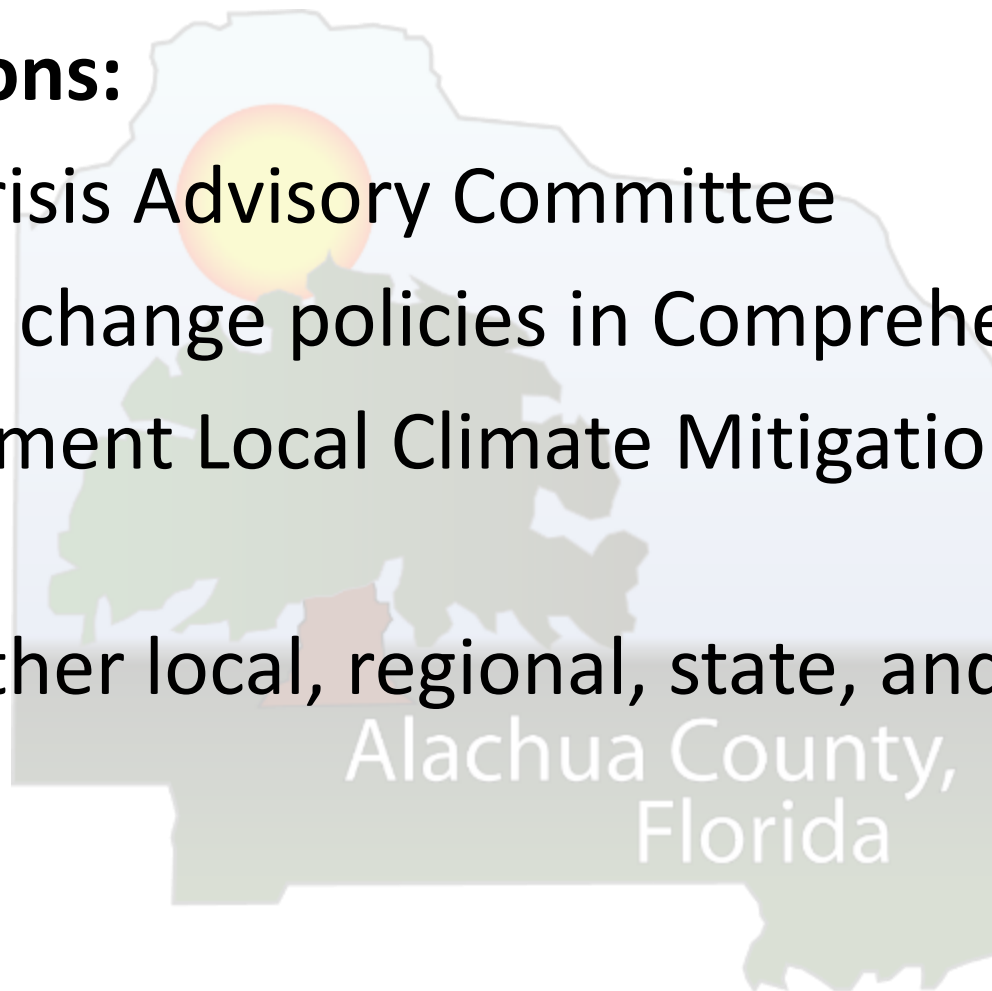 ons:
risis Advisory Committee
change policies in Comprehe
ment Local Climate Mitigatio
ther local, regional, state, and
Alachua County,
Florida